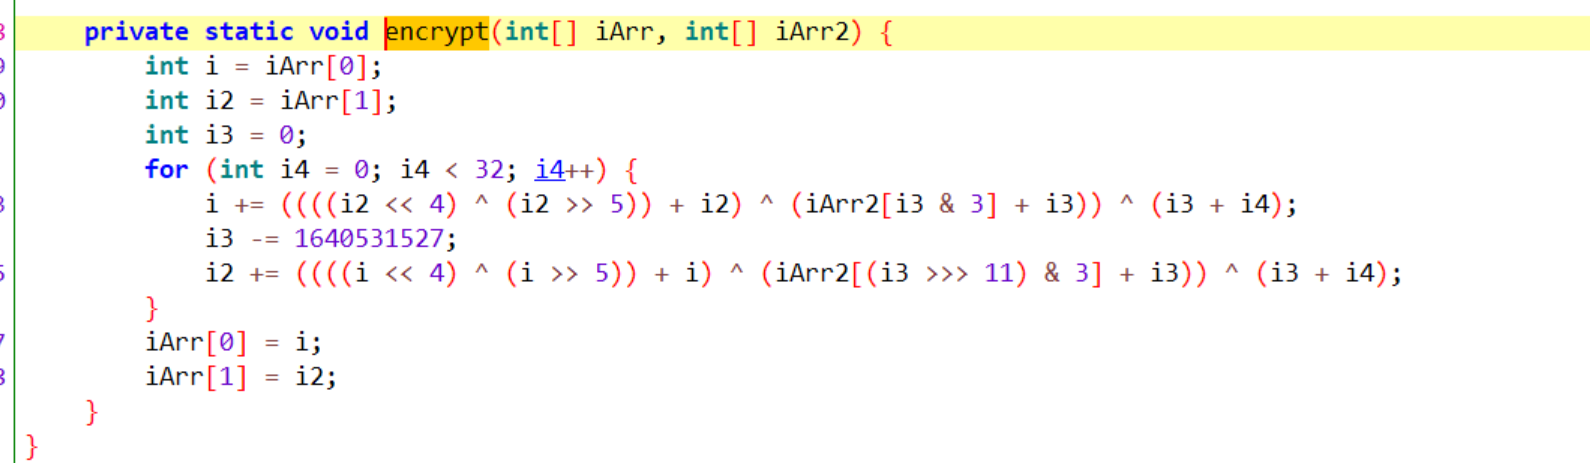 private static void encrypt(int[] iArr, int[] iArr2) {
int i = iArr[0];
int i2 = iArr[1];
int i3 = 0;
for (int i4 = 0; i4 < 32; i4++) {
i += ((((i2 << 4) ^ (i2 >> 5)) + i2) ^ (iArr2[i3 & 3] + i3)) ^ (i3 + i4);
i3 -= 1640531527;
i2 += ((((i << 4) ^ (i >> 5)) + i) ^ (iArr2[(i3 >>> 11) & 3] + i3)) ^ (i3 + i4);
}
iArr[0] = i;
iArr[1] = i2;
}
}